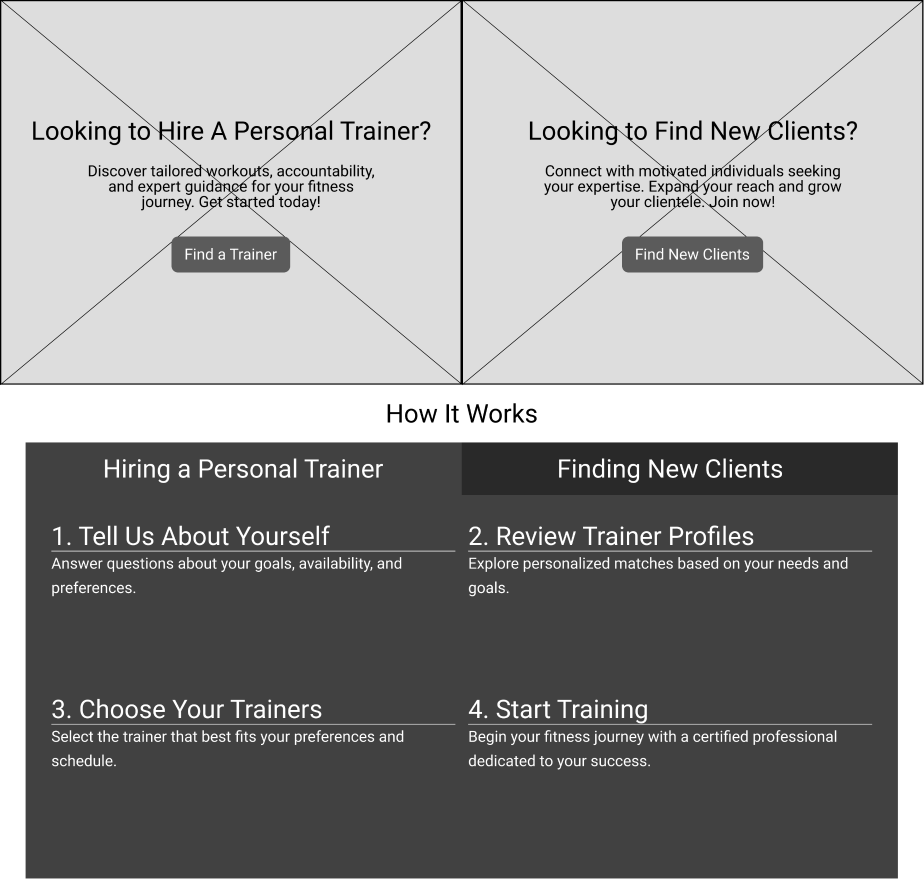 Looking to Hire A Personal Trainer?
Discover tailored workouts, accountability,
and expert guidance for your fitness
journey. Get started today!
Find a Trainer
Looking to Find New Clients?
Connect with motivated individuals seeking
your expertise. Expand your reach and grow
your clientele. Join now!
Find New Clients
How It Works
Hiring a Personal Trainer
Finding New Clients
1. Tell Us About Yourself
Answer questions about your goals, availability, and
preferences.
2. Review Trainer Profiles
Explore personalized matches based on your needs and
goals.
3. Choose Your Trainers
Select the trainer that best fits your preferences and
schedule.
4. Start Training
Begin your fitness journey with a certified professional
dedicated to your success.